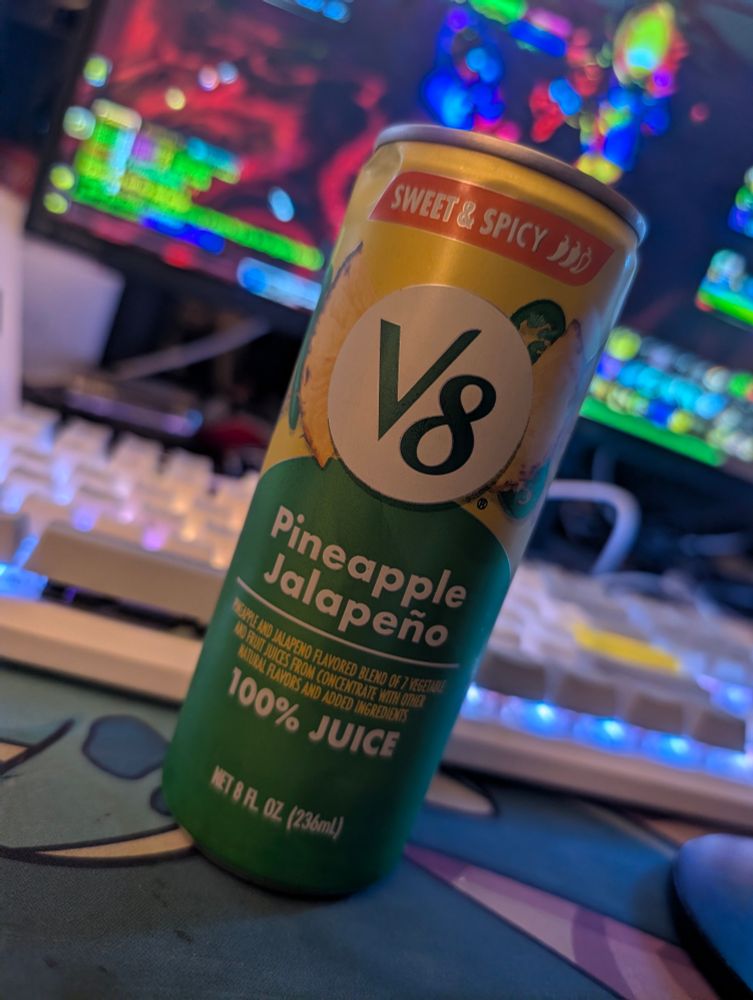 SWEET & SPICY
V8
®
Pineapple
Jalapeño
PINEAPPLE AND JALAPENO FLAVORED BLEND OF 7 VEGETABLE
AND FRUIT JUICES FROM CONCENTRATE WITH OTHER
NATURAL FLAVORS AND ADDED INGREDIENTS
100% JUICE
NET 8 FL OZ (236mL)